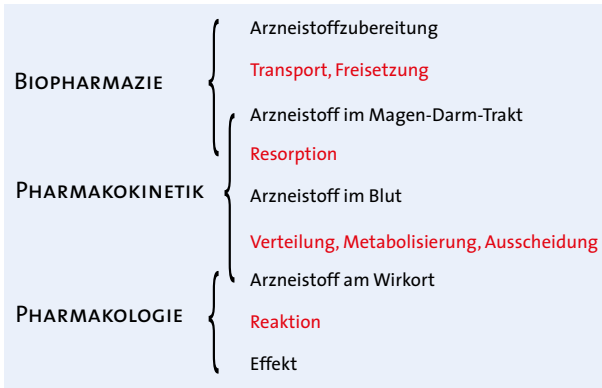 Arzneistoffzubereitung
BIOPHARMAZIE
Transport, Freisetzung
Arzneistoff im Magen-Darm-Trakt
Resorption
PHARMAKOKINETIK
Arzneistoff im Blut
Verteilung, Metabolisierung, Ausscheidung
Arzneistoff am Wirkort
PHARMAKOLOGIE
Reaktion
Effekt